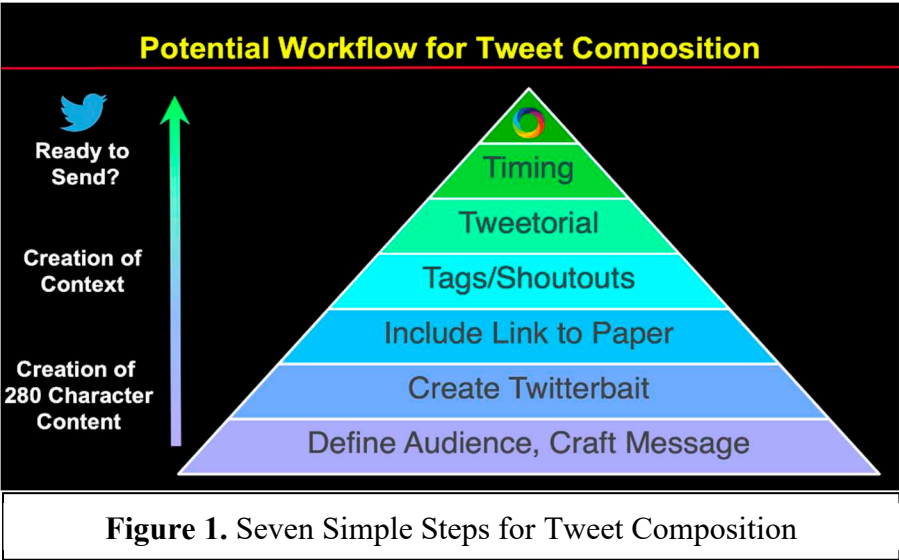 Potential Workflow for Tweet Composition
Ready to
Send?
Creation of
Context
Creation of
280 Character
Content
Timing
Tweetorial
Tags/Shoutouts
Include Link to Paper
Create Twitterbait
Define Audience, Craft Message
Figure 1. Seven Simple Steps for Tweet Composition